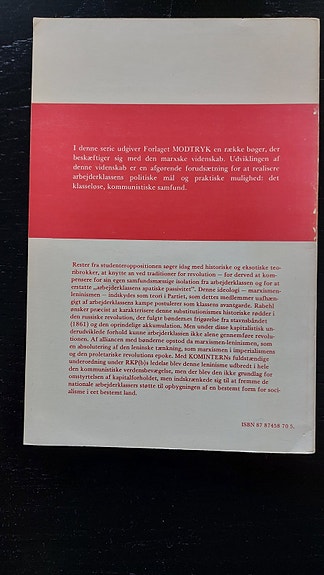 I denne serie udgiver Forlaget MODTRYK en række bøger, der
beskæftiger sig med den marxske videnskab. Udviklingen af
denne videnskab er en afgørende forudsætning for at realisere
arbejderklassens politiske mål og praktiske mulighed: det
klasseløse, kommunistiske samfund.
Rester fra studenteroppositionen søger idag med historiske og eksotiske teo-
ribrokker, at knytte an ved traditioner for revolution – for derved at kom-
pensere for sin egen samfundsmæssige isolation fra arbejderklassen og for at
erstatte „arbejderklassens apatiske passivitet". Denne ideologi – marxismen-
leninismen – indkydes som teori i Partiet, som dettes medlemmer uafhæn-
gigt af arbejderklassens kampe postulerer som klassens avantgarde. Rabehl
ønsker præcist at karakterisere denne substitutionismes historiske rødder i
den russiske revolution, der fulgte bøndernes frigørelse fra stavnsbåndet
(1861) og den oprindelige akkumulation. Men under disse kapitalistisk un-
derudviklede forhold kunne arbejderklassen ikke alene gennemføre revolu-
tionen. Af alliancen med bønderne opstod da marxismen-leninismen, som
en absolutering af den leninske tænkning, som marxismen i imperialismens
og den proletariske revolutions epoke. Med KOMINTERNs fuldstændige
underordning under RKP(b)s ledelse blev denne leninisme udbredt i hele
den kommunistiske verdensbevægelse, men der blev den ikke grundlag for
omstyrtelsen af kapitalforholdet, men indskrænkede sig til at fremme de
nationale arbejderklassers støtte til opbygningen af en bestemt form for soci-
alisme i eet bestemt land.
ISBN 87 87458 70 5.